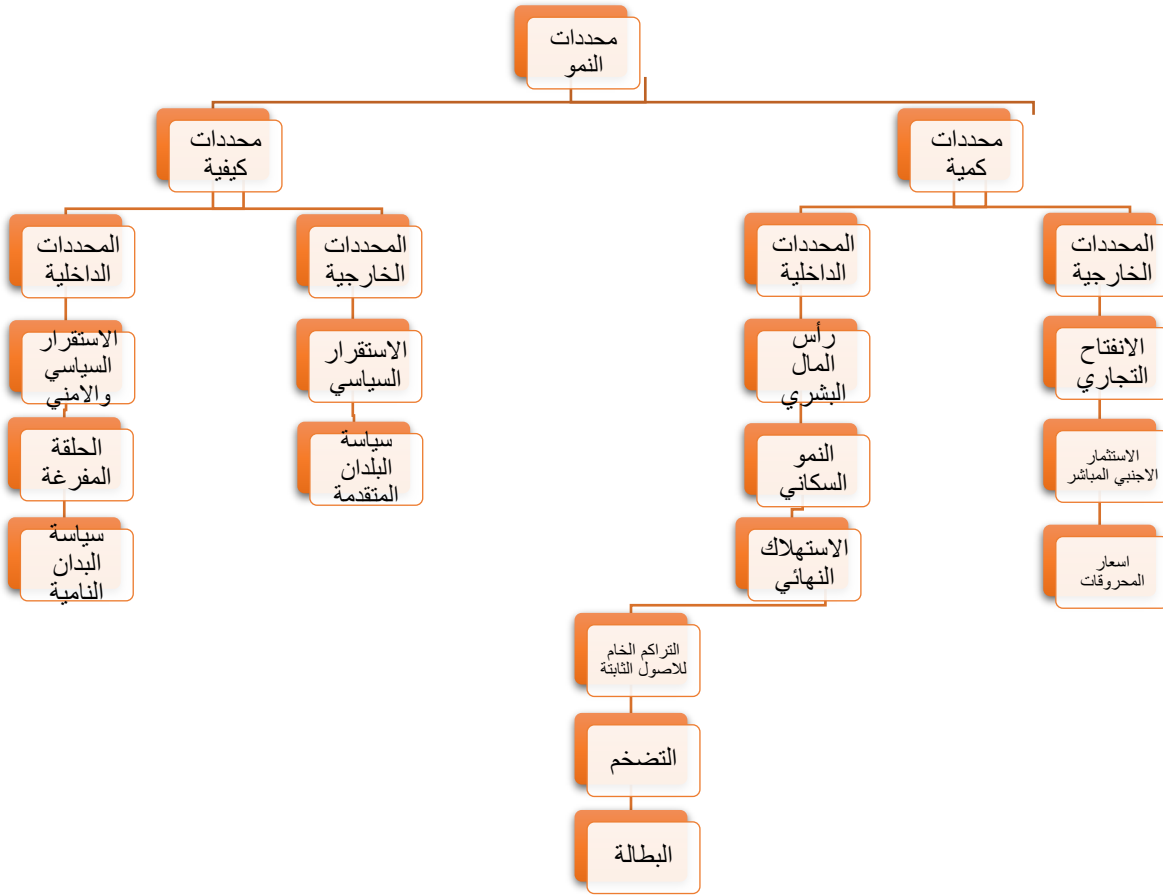 محددات
النمو
محددات
كمية
محددات
كيفية
المحددات
الخارجية
الانفتاح
التجاري
الاستثمار
الاجنبي المباشر
اسعار
المحروقات
المحددات
الداخلية
رأس
المال
البشري
النمو
السكاني
الاستهلاك
النهائي
التراكم الخام
للاصول الثابتة
التضخم
البطالة
المحددات
الخارجية
الاستقرار
السياسي
سياسة
البلدان
المتقدمة
المحددات
الداخلية
الاستقرار
السياسي
والامني
الحلقة
المفرغة
سياسة
البدان
النامية